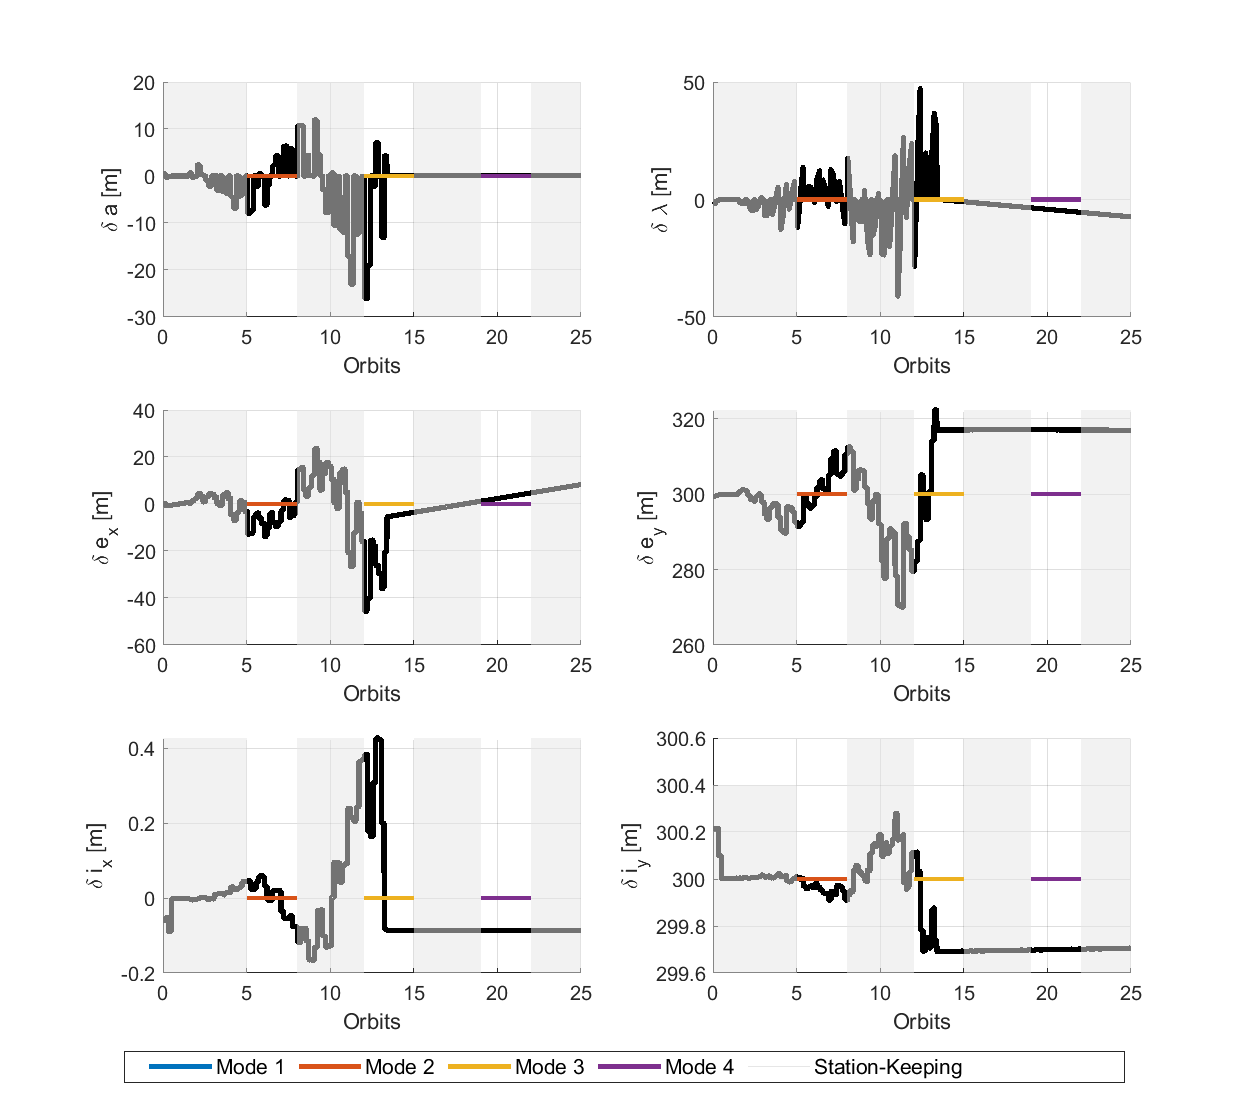 20
10
0
-10
-20
-30
δ a [m]
0 5 10 15 20 25
Orbits
50
0
-50
δ λ [m]
0 5 10 15 20 25
Orbits
40
20
0
-20
-40
-60
δ e_x [m]
0 5 10 15 20 25
Orbits
320
300
280
260
δ e_y [m]
0 5 10 15 20 25
Orbits
0.4
0.2
0
-0.2
δ i_x [m]
0 5 10 15 20 25
Orbits
300.6
300.4
300.2
300
299.8
299.6
δ i_y [m]
0 5 10 15 20 25
Orbits
Mode 1 Mode 2 Mode 3 Mode 4 Station-Keeping